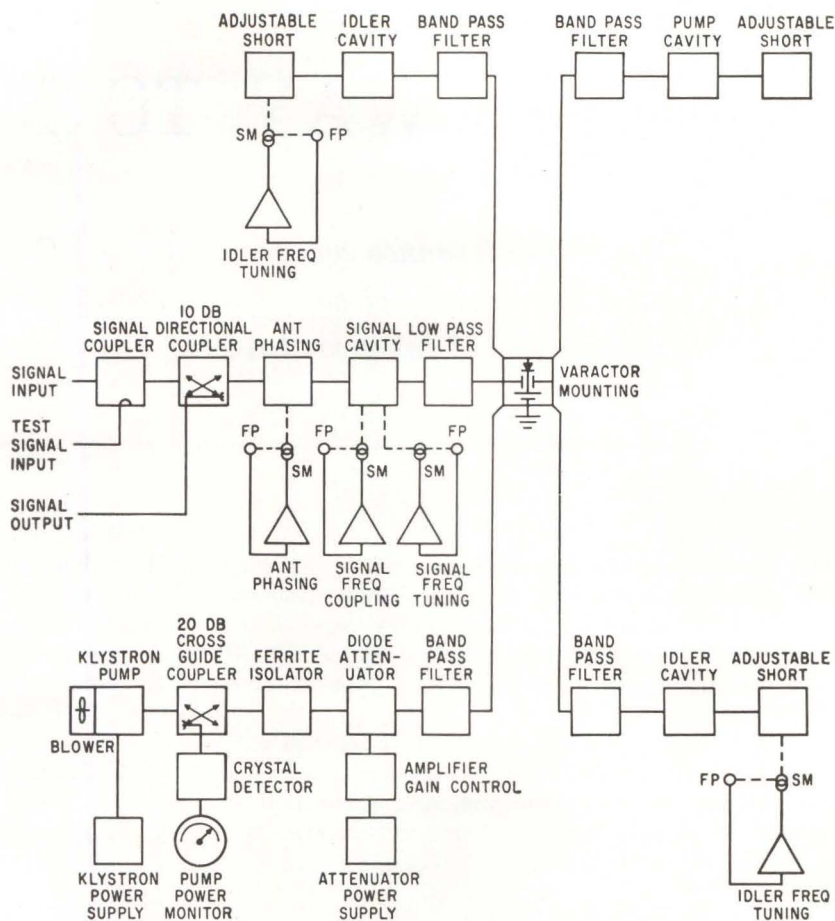 ADJUSTABLE SHORT
IDLER CAVITY
BAND PASS FILTER
BAND PASS FILTER
PUMP CAVITY
ADJUSTABLE SHORT
SM
FP
IDLER FREQ TUNING
SIGNAL COUPLER
10 DB DIRECTIONAL COUPLER
ANT PHASING
SIGNAL CAVITY
LOW PASS FILTER
SIGNAL INPUT
VARACTOR MOUNTING
TEST SIGNAL INPUT
FP
SM
FP
SM
SM
FP
SIGNAL OUTPUT
ANT PHASING
SIGNAL FREQ COUPLING
SIGNAL FREQ TUNING
KLYSTRON PUMP
20 DB CROSS GUIDE COUPLER
FERRITE ISOLATOR
DIODE ATTEN-UATOR
BAND PASS FILTER
BAND PASS FILTER
IDLER CAVITY
ADJUSTABLE SHORT
BLOWER
CRYSTAL DETECTOR
AMPLIFIER GAIN CONTROL
FP
SM
KLYSTRON POWER SUPPLY
PUMP POWER MONITOR
ATTENUATOR POWER SUPPLY
IDLER FREQ TUNING